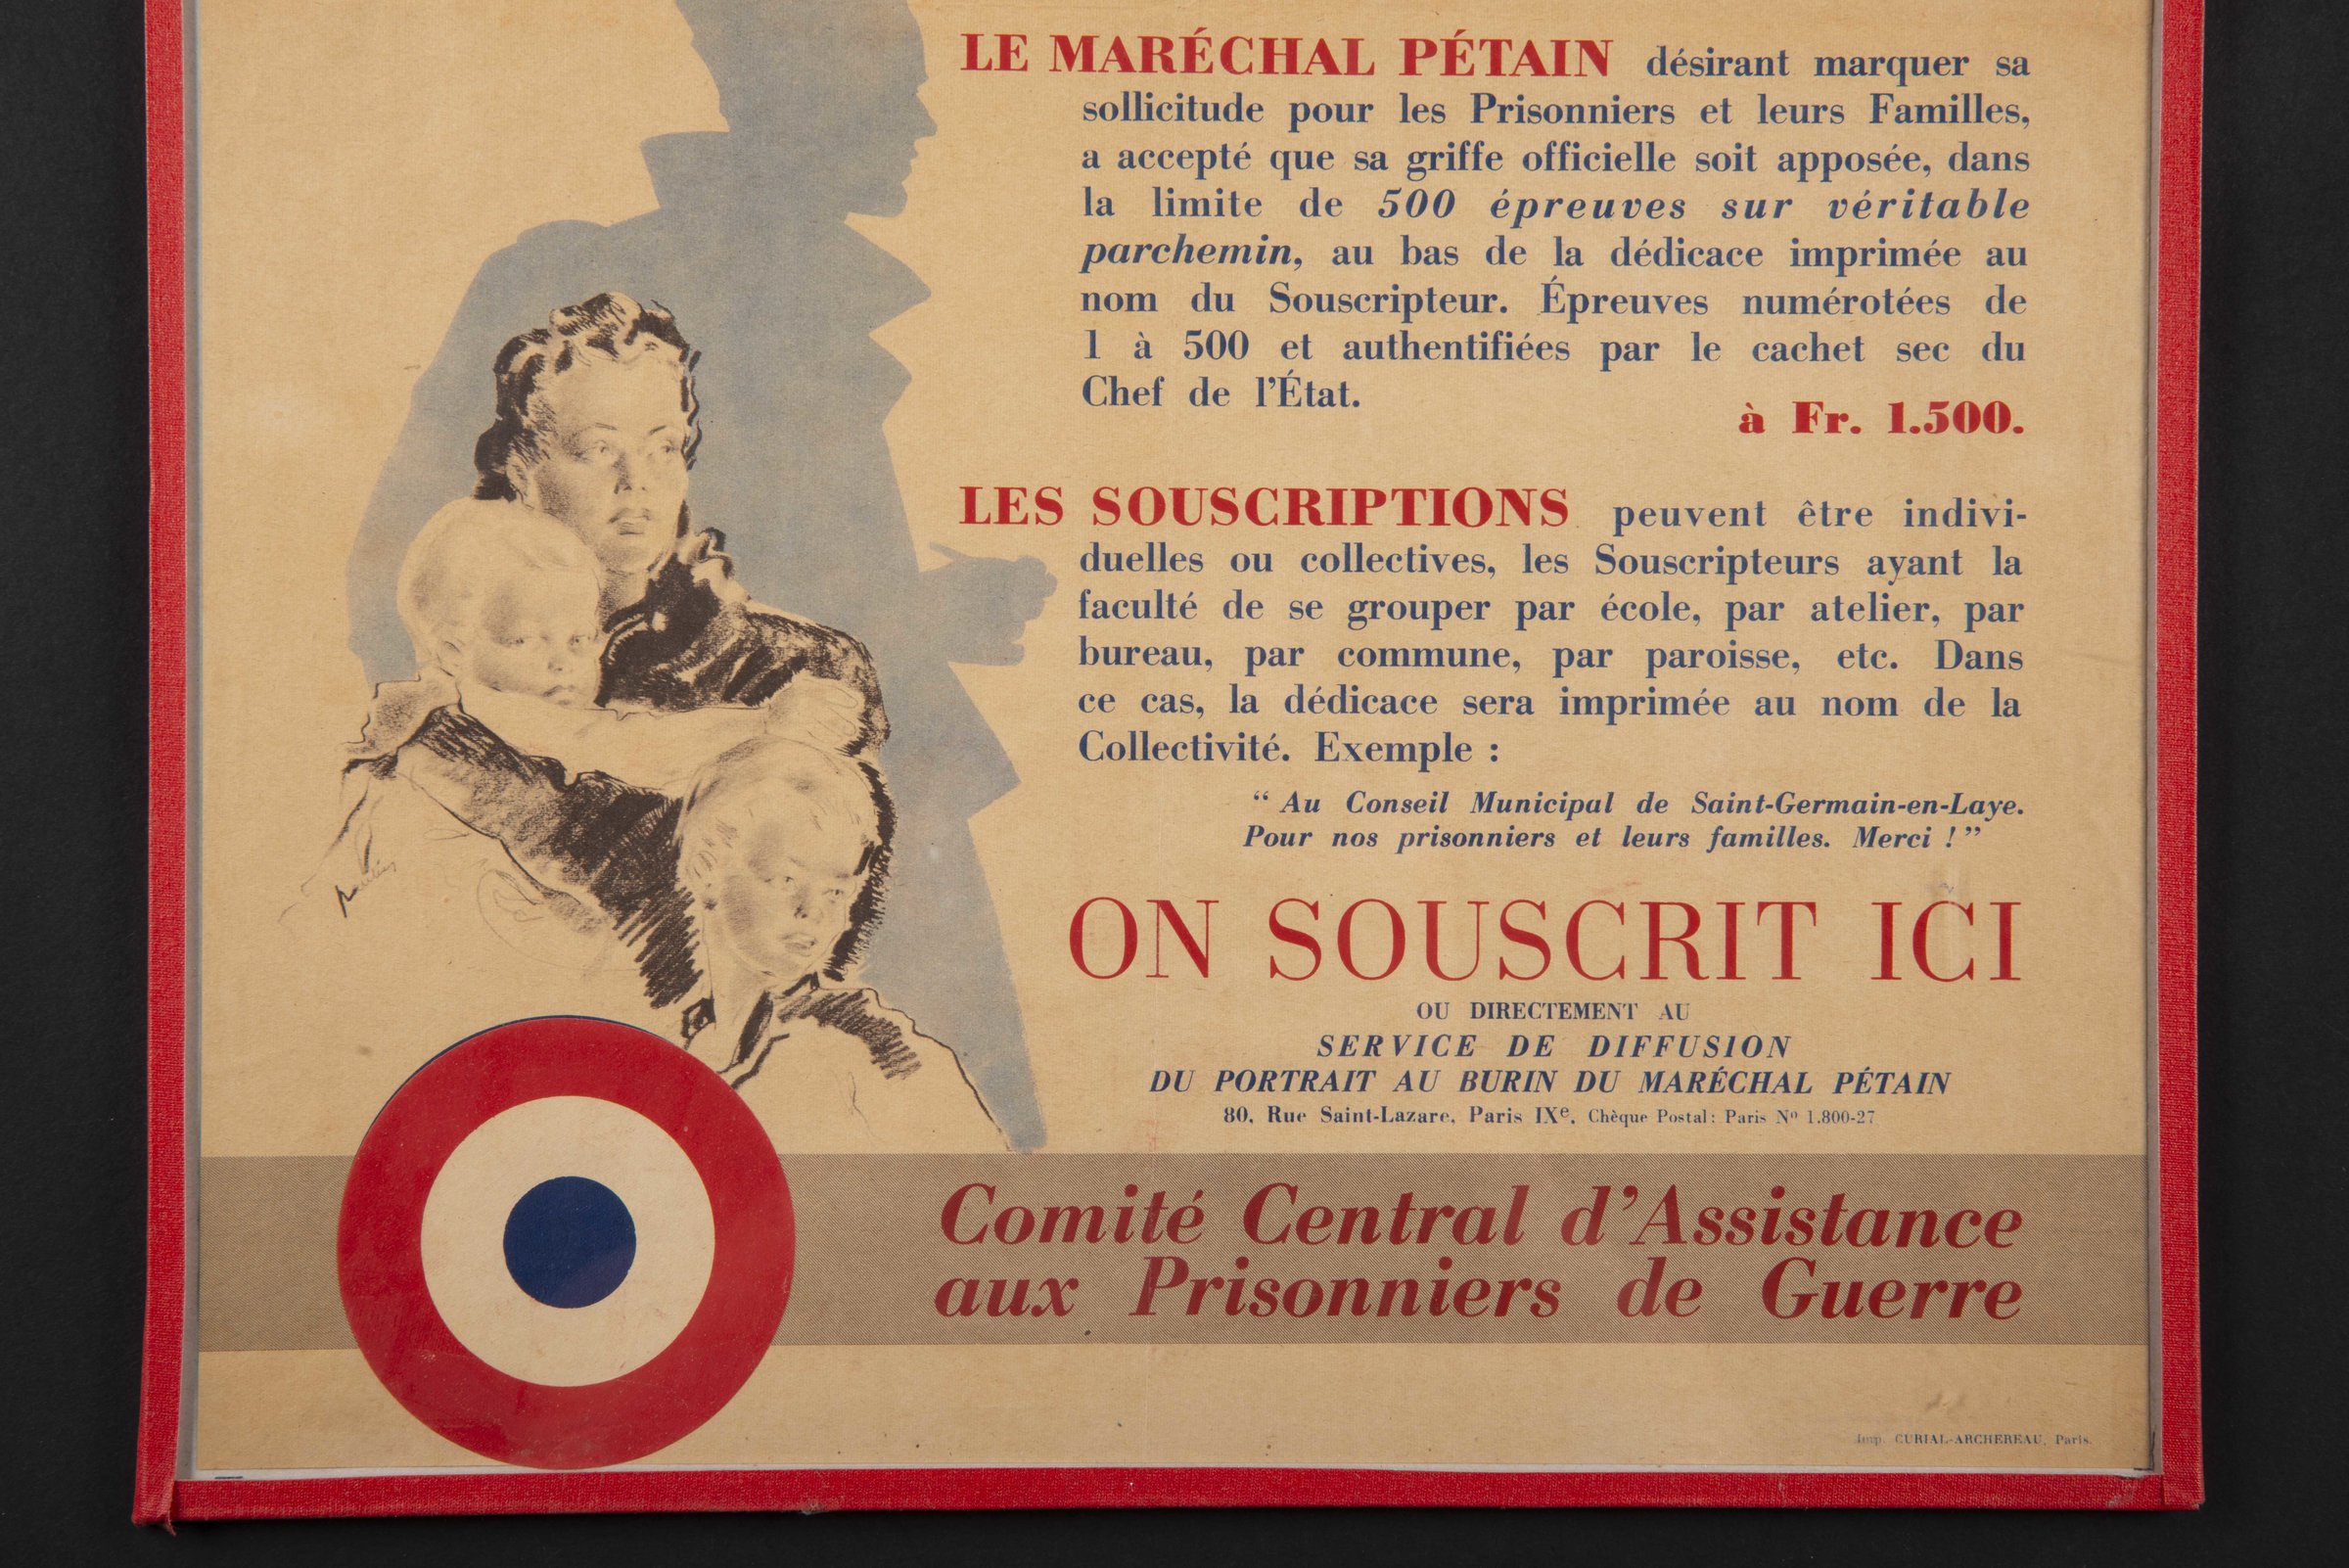 LE MARÉCHAL PÉTAIN désirant marquer sa
sollicitude pour les Prisonniers et leurs Familles,
a accepté que sa griffe officielle soit apposée, dans
la limite de 500 épreuves sur véritable
parchemin, au bas de la dédicace imprimée au
nom du Souscripteur. Épreuves numérotées de
1 à 500 et authentifiées par le cachet sec du
Chef de l'État.
à Fr. 1.500.
LES SOUSCRIPTIONS peuvent être indivi-
duelles ou collectives, les Souscripteurs ayant la
faculté de se grouper par école, par atelier, par
bureau, par commune, par paroisse, etc. Dans
ce cas, la dédicace sera imprimée au nom de la
Collectivité. Exemple :
“ Au Conseil Municipal de Saint-Germain-en-Laye.
Pour nos prisonniers et leurs familles. Merci ! ”
ON SOUSCRIT ICI
OU DIRECTEMENT AU
SERVICE DE DIFFUSION
DU PORTRAIT AU BURIN DU MARÉCHAL PÉTAIN
80, Rue Saint-Lazare, Paris IXe. Chèque Postal : Paris No 1.800-27
Comité Central d'Assistance
aux Prisonniers de Guerre
Imp. CURIAL-ARCHEREAU, Paris.